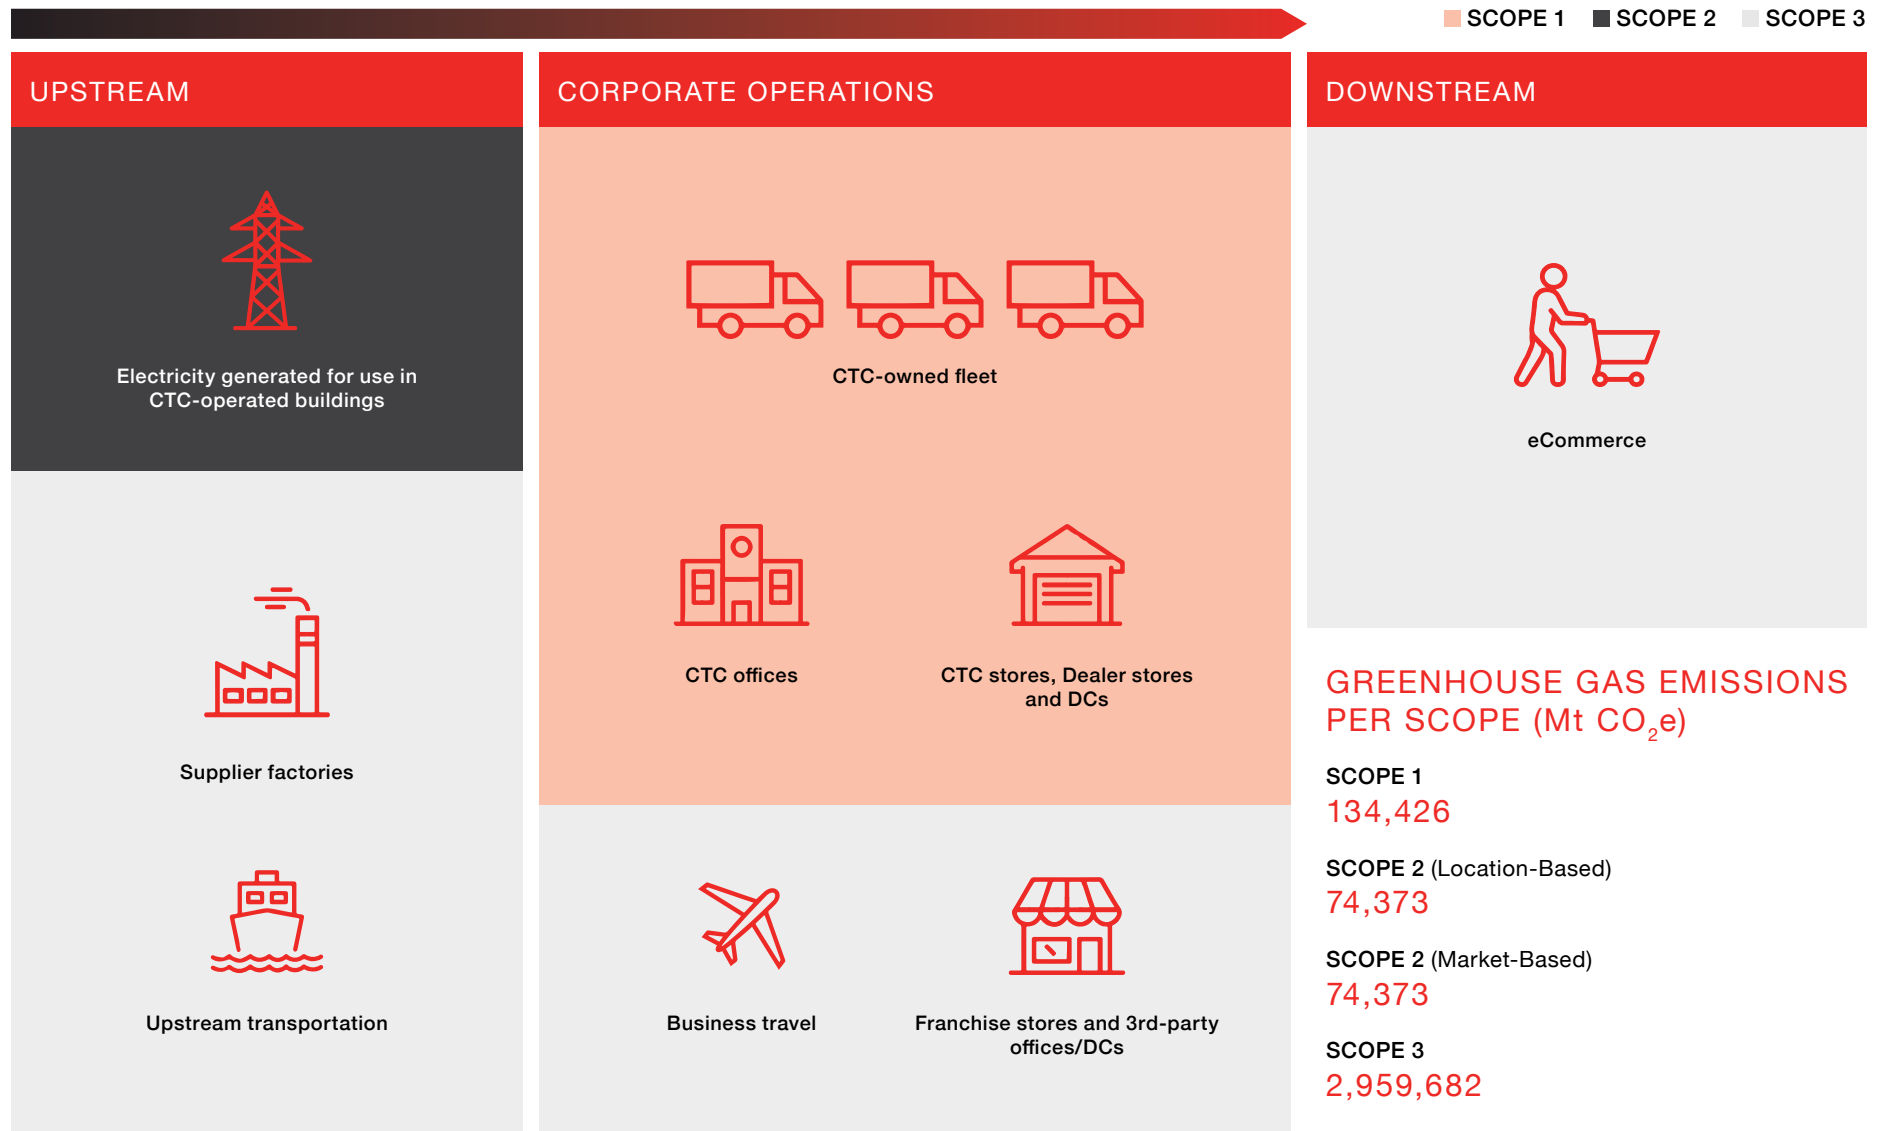 SCOPE 1
SCOPE 2
SCOPE 3
UPSTREAM
Electricity generated for use in
CTC-operated buildings
Supplier factories
Upstream transportation
CORPORATE OPERATIONS
CTC-owned fleet
CTC offices
CTC stores, Dealer stores
and DCs
Business travel
Franchise stores and 3rd-party
offices/DCs
DOWNSTREAM
eCommerce
GREENHOUSE GAS EMISSIONS
PER SCOPE (Mt CO₂e)
SCOPE 1
134,426
SCOPE 2 (Location-Based)
74,373
SCOPE 2 (Market-Based)
74,373
SCOPE 3
2,959,682